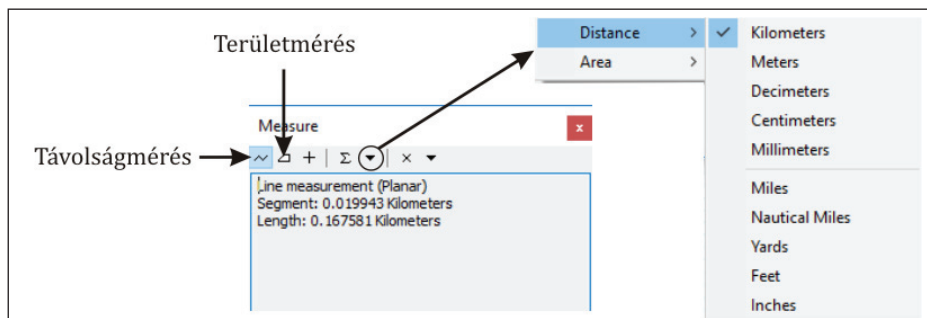 Területmérés
Távolságmérés
Measure
x
Σ
Line measurement (Planar)
Segment: 0.019943 Kilometers
Length: 0.167581 Kilometers
Distance
Area
Kilometers
Meters
Decimeters
Centimeters
Millimeters
Miles
Nautical Miles
Yards
Feet
Inches